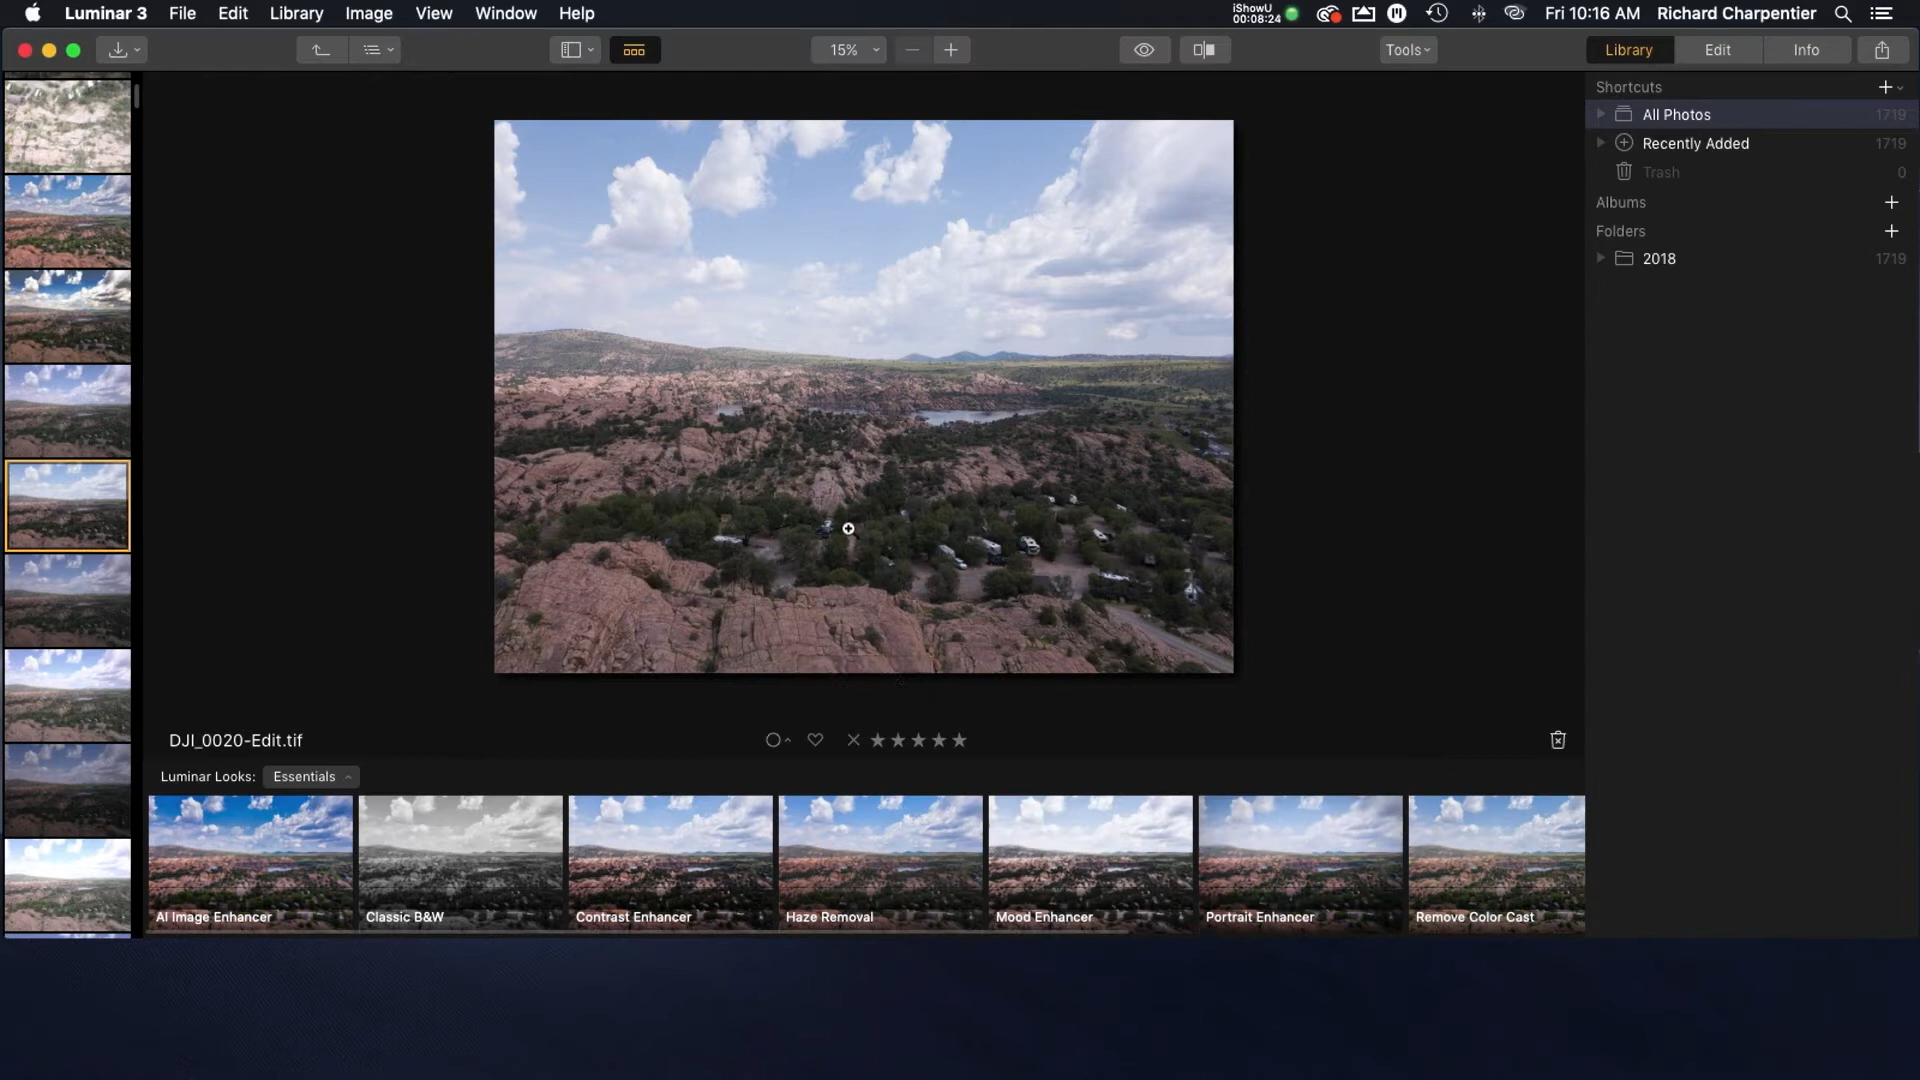 Luminar 3 File Edit Library Image View Window Help
iShowU
00:08:24
Fri 10:16 AM Richard Charpentier
15%
Tools
Library Edit Info
Shortcuts
All Photos 1719
Recently Added 1719
Trash 0
Albums
Folders
2018 1719
DJI_0020-Edit.tif
Luminar Looks: Essentials
AI Image Enhancer
Classic B&W
Contrast Enhancer
Haze Removal
Mood Enhancer
Portrait Enhancer
Remove Color Cast